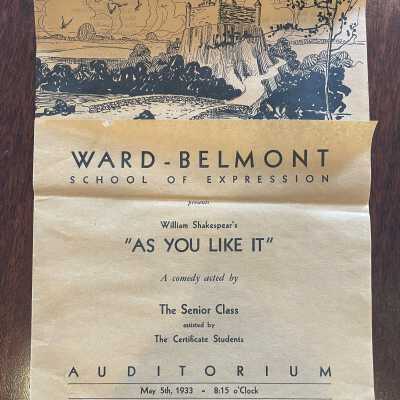 WARD-BELMONT
SCHOOL OF EXPRESSION
presents
William Shakespear's
"AS YOU LIKE IT"
A comedy acted by
The Senior Class
assisted by
The Certificate Students
AUDITORIUM
May 5th, 1933 - 8:15 o'Clock